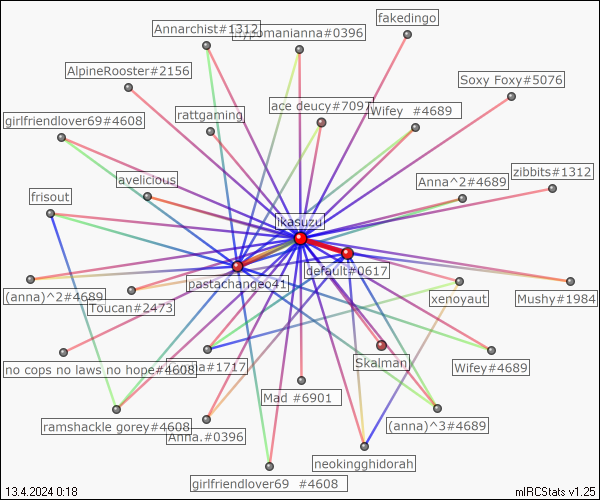 fakedingo
Annarchist#1312
hypomanianna#0396
AlpineRooster#2156
Soxy Foxy#5076
ace deucy#7097
Wifey  #4689
rattgaming
girlfriendlover69#4608
zibbits#1312
avelicious
Anna^2#4689
frisout
ikasuzu
default#0617
pastachangeo41
(anna)^2#4689
Toucan#2473
xenoyaut
Mushy#1984
no cops no laws no hope#4608
#1717
Skalman
Wifey#4689
Mad #6901
ramshackle gorey#4608
Anna.#0396
(anna)^3#4689
neokingghidorah
girlfriendlover69  #4608
13.4.2024 0:18
mIRCStats v1.25